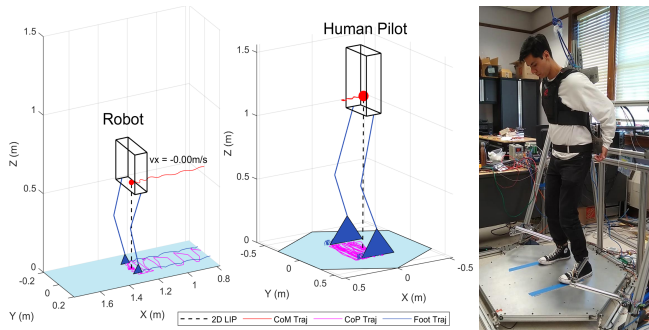 Robot
Human Pilot
1.5
1
0.5
0
Z (m)
vx = -0.00m/s
-0.2
0
0.2
Y (m)
1.8
1.6
1.4
1.2
1
0.8
X (m)
1.5
1
0.5
0
Z (m)
-0.5
0
0.5
Y (m)
0.5
0
-0.5
X (m)
2D LIP
CoM Traj
CoP Traj
Foot Traj